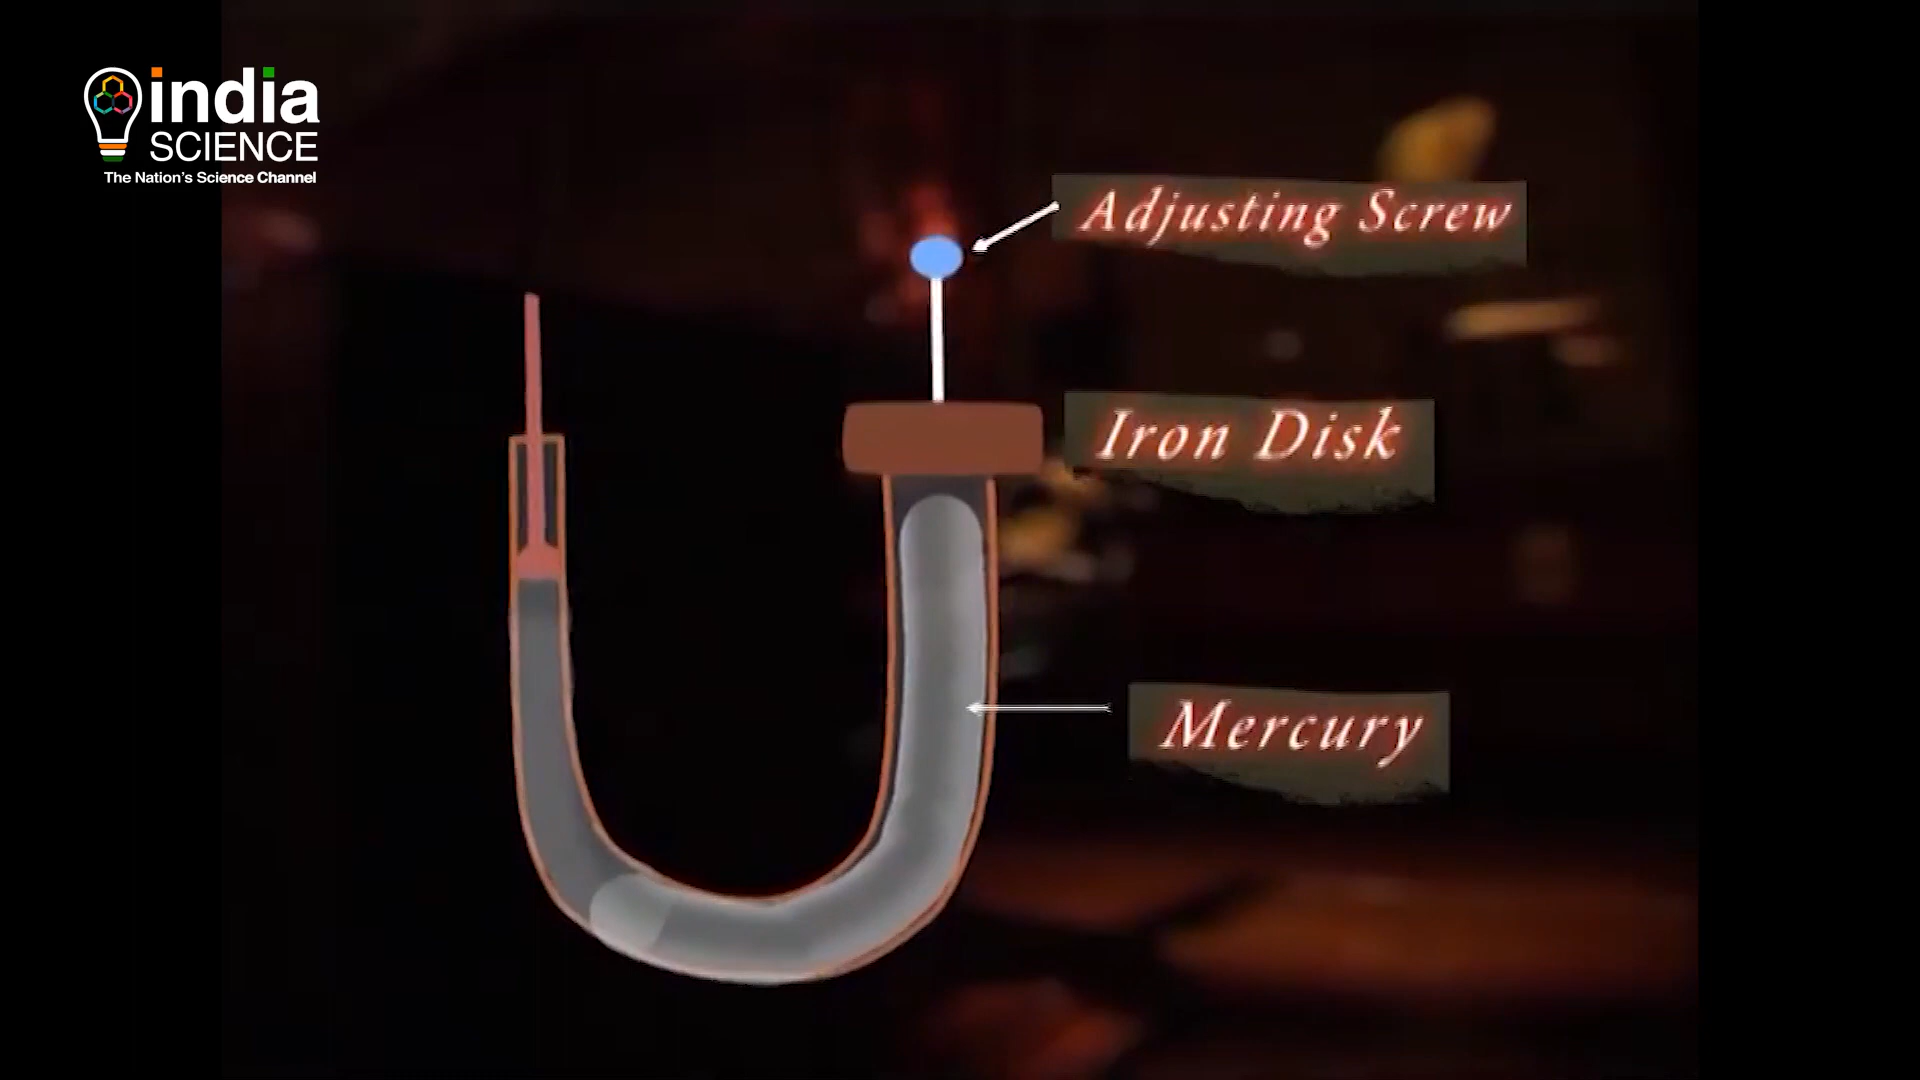 india
SCIENCE
The Nation's Science Channel
Adjusting Screw
Iron Disk
Mercury